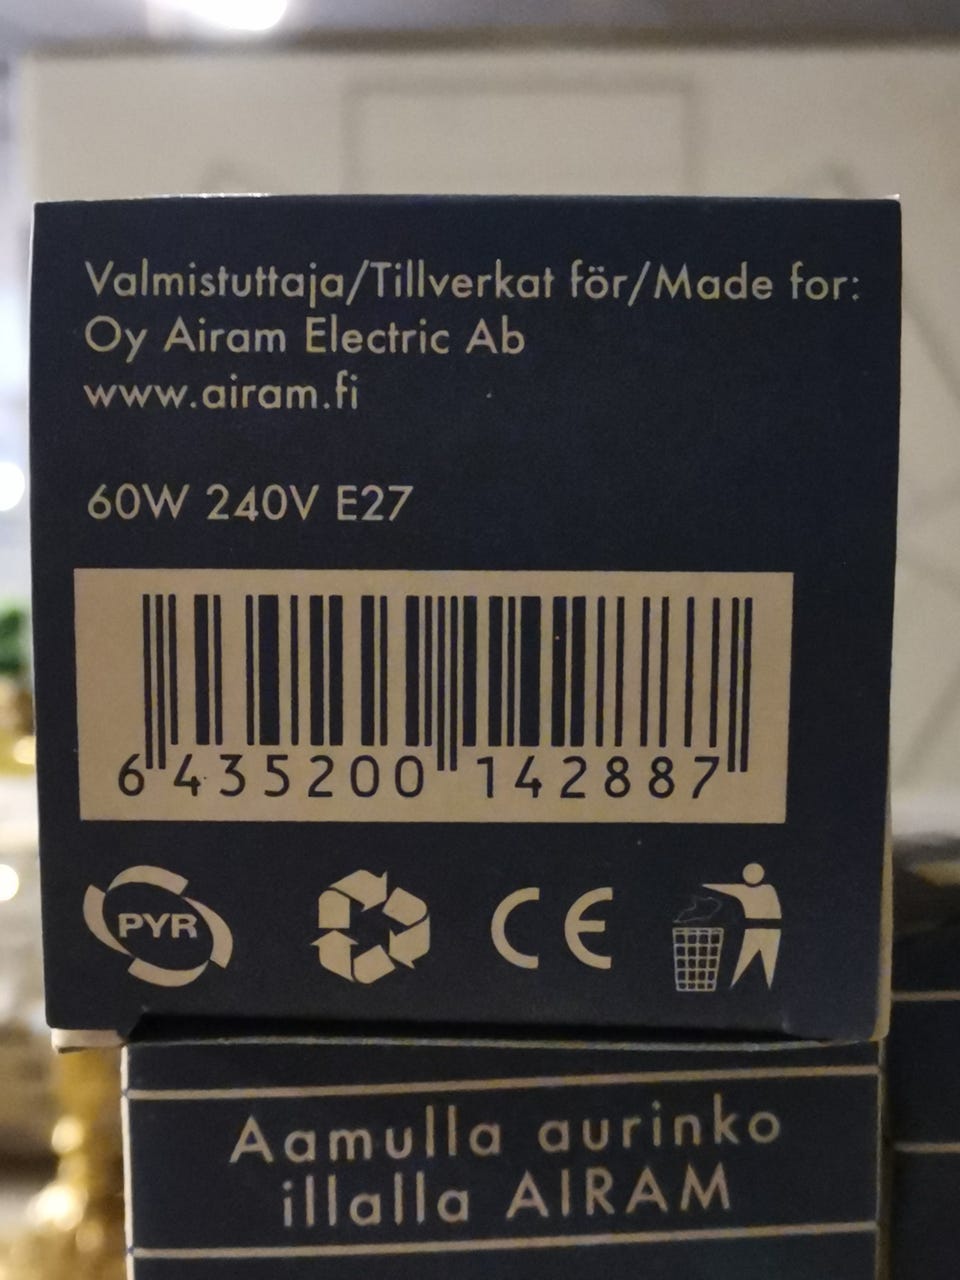 Valmistuttaja/Tillverkat för/Made for:
Oy Airam Electric Ab
www.airam.fi
60W 240V E27
6 435200 142887
PYR
CE
Aamulla aurinko
illalla AIRAM